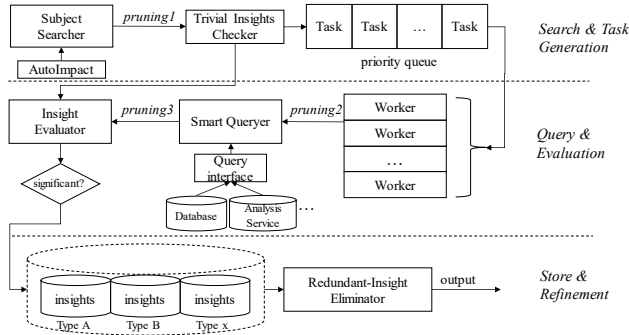 Subject
Searcher
pruning1
Trivial Insights
Checker
Task
Task
…
Task
Search & Task
Generation
AutoImpact
priority queue
Insight
Evaluator
pruning3
Smart Queryer
pruning2
Worker
Worker
…
Worker
Query &
Evaluation
significant?
Query
interface
Database
Analysis
Service
…
insights
insights
insights
Type A
Type B
Type x
Redundant-Insight
Eliminator
output
Store &
Refinement